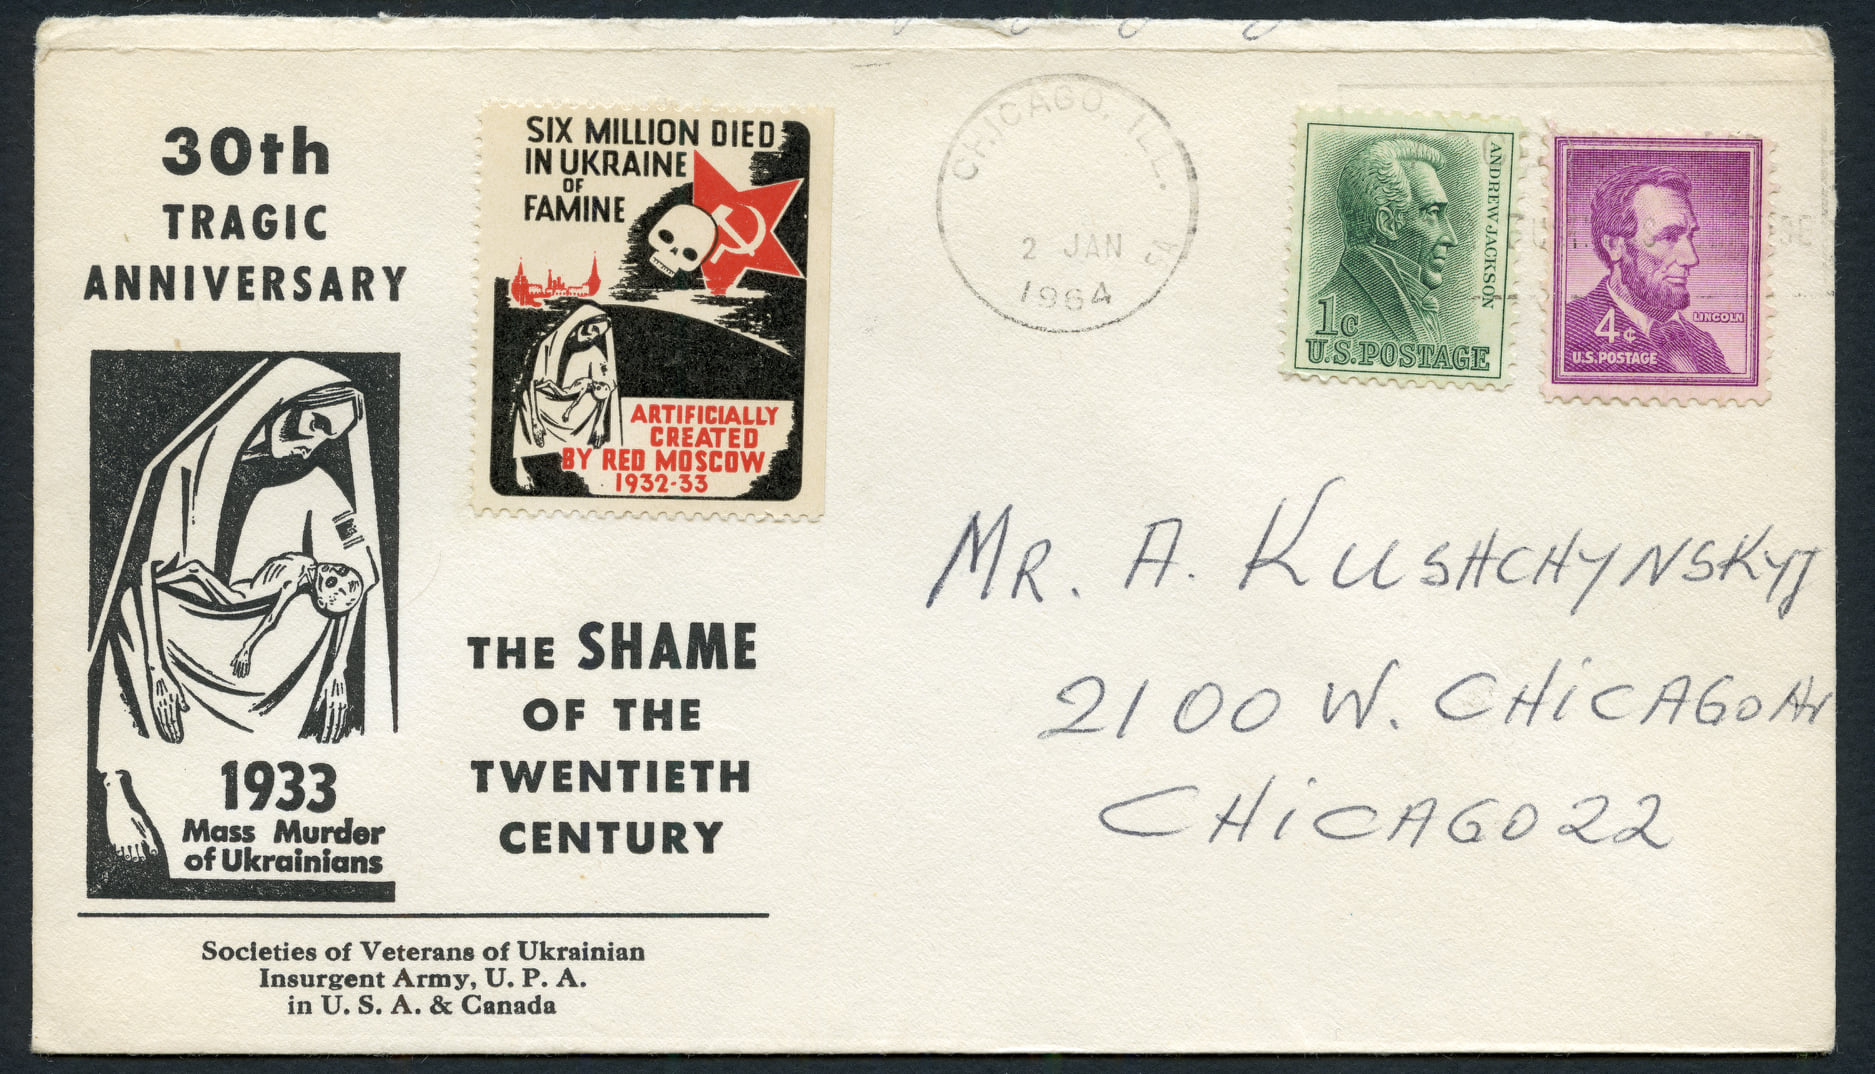 30th
TRAGIC
ANNIVERSARY
1933
Mass Murder
of Ukrainians
THE SHAME
OF THE
TWENTIETH
CENTURY
Societies of Veterans of Ukrainian
Insurgent Army, U. P. A.
in U. S. A. & Canada
SIX MILLION DIED
IN UKRAINE
OF
FAMINE
ARTIFICIALLY
CREATED
BY RED MOSCOW
1932-33
CHICAGO, ILL.
2 JAN
1964
ANDREW JACKSON
1c
U.S. POSTAGE
LINCOLN
4¢
U.S. POSTAGE
MR. A. KUSHCHYNSKYJ
2100 W. CHICAGO Av
CHICAGO 22